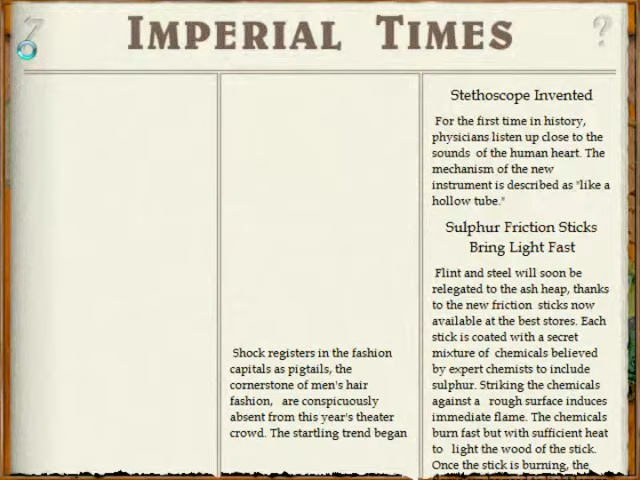 IMPERIAL TIMES
?
Shock registers in the fashion
capitals as pigtails, the
cornerstone of men's hair
fashion, are conspicuously
absent from this year's theater
crowd. The startling trend began
Stethoscope Invented
For the first time in history,
physicians listen up close to the
sounds of the human heart. The
mechanism of the new
instrument is described as "like a
hollow tube."
Sulphur Friction Sticks
Bring Light Fast
Flint and steel will soon be
relegated to the ash heap, thanks
to the new friction sticks now
available at the best stores. Each
stick is coated with a secret
mixture of chemicals believed
by expert chemists to include
sulphur. Striking the chemicals
against a rough surface induces
immediate flame. The chemicals
burn fast but with sufficient heat
to light the wood of the stick.
Once the stick is burning, the